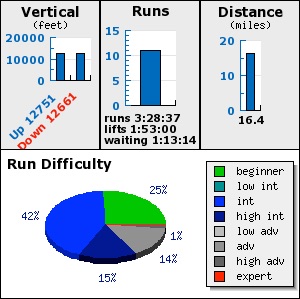 Vertical
(feet)
20000
10000
0
Up 12751
Down 12661
Runs
15
10
5
0
runs 3:28:37
lifts 1:53:00
waiting 1:13:14
Distance
(miles)
20
10
0
16.4
Run Difficulty
25%
42%
1%
14%
15%
beginner
low int
int
high int
low adv
adv
high adv
expert